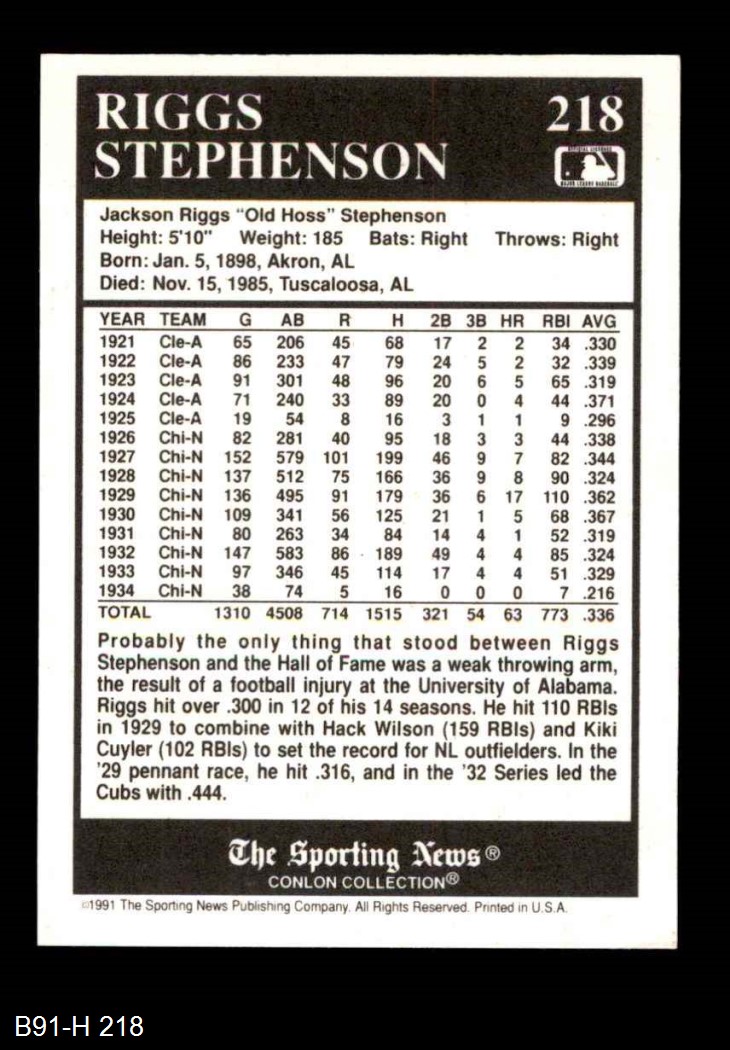 RIGGS 218
STEPHENSON
Jackson Riggs "Old Hoss" Stephenson
Height: 5'10" Weight: 185 Bats: Right Throws: Right
Born: Jan. 5, 1898, Akron, AL
Died: Nov. 15, 1985, Tuscaloosa, AL
YEAR TEAM G AB R H 2B 3B HR RBI AVG
1921 Cle-A 65 206 45 68 17 2 2 34 .330
1922 Cle-A 86 233 47 79 24 5 2 32 .339
1923 Cle-A 91 301 48 96 20 6 5 65 .319
1924 Cle-A 71 240 33 89 20 0 4 44 .371
1925 Cle-A 19 54 8 16 3 1 1 9 .296
1926 Chi-N 82 281 40 95 18 3 3 44 .338
1927 Chi-N 152 579 101 199 46 9 7 82 .344
1928 Chi-N 137 512 75 166 36 9 8 90 .324
1929 Chi-N 136 495 91 179 36 6 17 110 .362
1930 Chi-N 109 341 56 125 21 1 5 68 .367
1931 Chi-N 80 263 34 84 14 4 1 52 .319
1932 Chi-N 147 583 86 189 49 4 4 85 .324
1933 Chi-N 97 346 45 114 17 4 4 51 .329
1934 Chi-N 38 74 5 16 0 0 0 7 .216
TOTAL 1310 4508 714 1515 321 54 63 773 .336
Probably the only thing that stood between Riggs
Stephenson and the Hall of Fame was a weak throwing arm,
the result of a football injury at the University of Alabama.
Riggs hit over .300 in 12 of his 14 seasons. He hit 110 RBIs
in 1929 to combine with Hack Wilson (159 RBIs) and Kiki
Cuyler (102 RBIs) to set the record for NL outfielders. In the
'29 pennant race, he hit .316, and in the '32 Series led the
Cubs with .444.
The Sporting News®
CONLON COLLECTION®
©1991 The Sporting News Publishing Company. All Rights Reserved. Printed in U.S.A.
B91-H 218